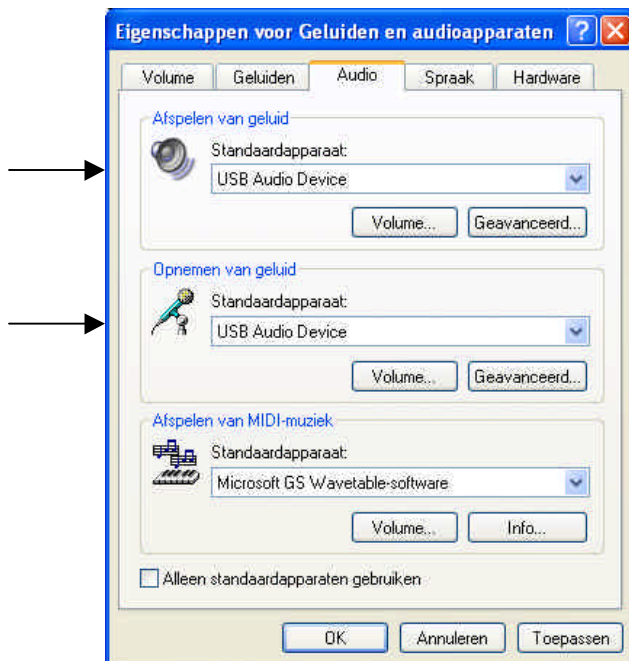 Eigenschappen voor Geluiden en audioapparaten
Volume Geluiden Audio Spraak Hardware
Afspelen van geluid
Standaardapparaat:
USB Audio Device
Volume... Geavanceerd...
Opnemen van geluid
Standaardapparaat:
USB Audio Device
Volume... Geavanceerd...
Afspelen van MIDI-muziek
Standaardapparaat:
Microsoft GS Wavetable-software
Volume... Info...
Alleen standaardapparaten gebruiken
OK Annuleren Toepassen